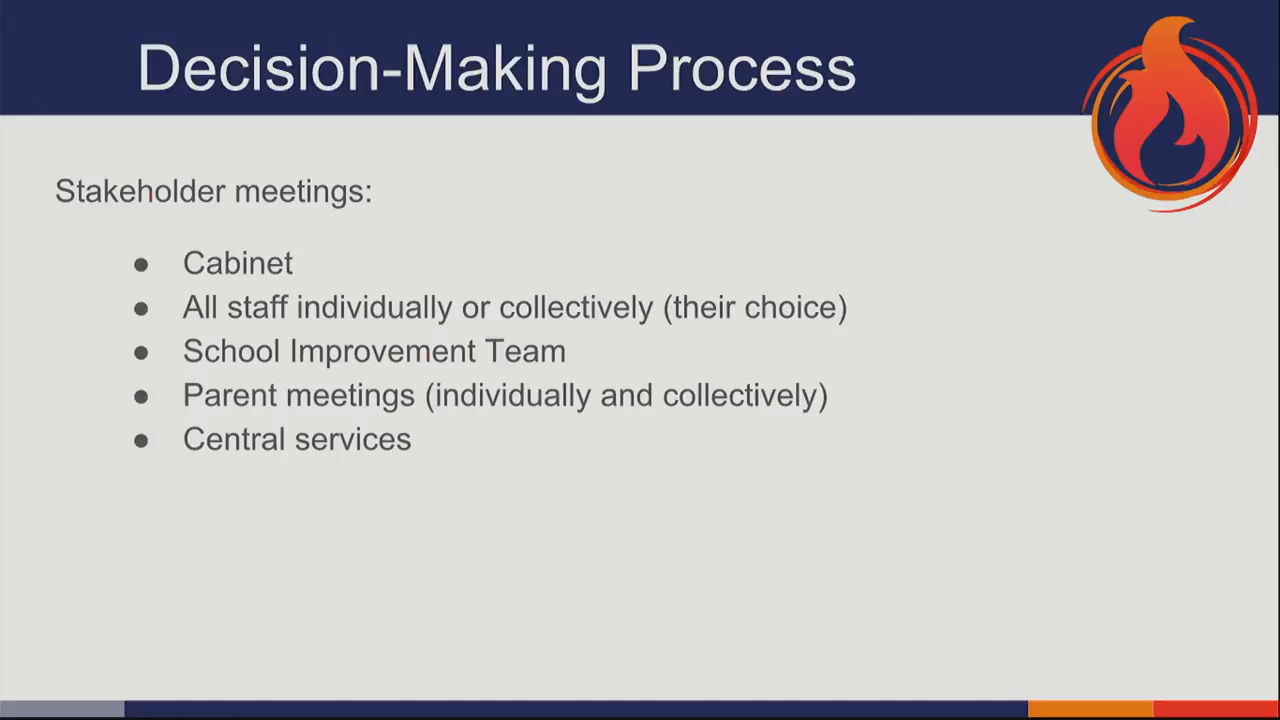 Decision-Making Process
Stakeholder meetings:
● Cabinet
● All staff individually or collectively (their choice)
● School Improvement Team
● Parent meetings (individually and collectively)
● Central services